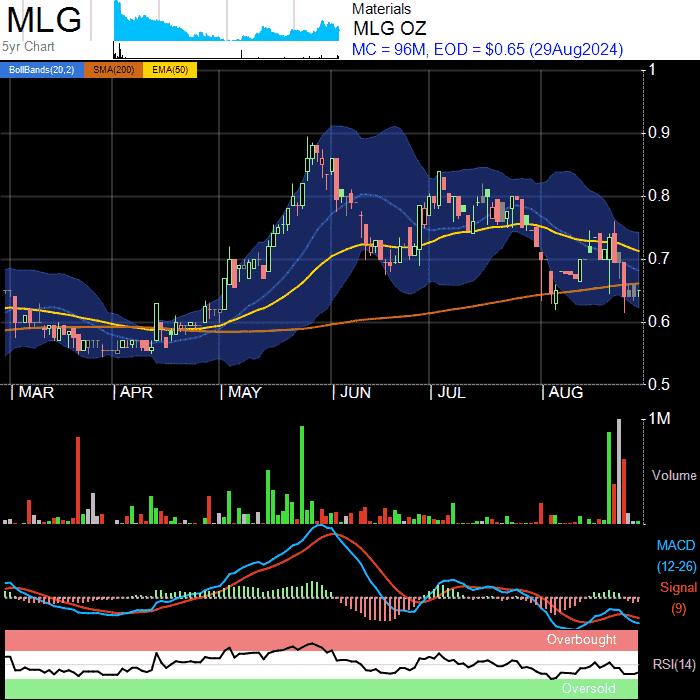 MLG
5yr Chart
Materials
MLG OZ
MC = 96M, EOD = $0.65 (29Aug2024)
BollBands(20,2) SMA(200) EMA(50)
1
0.9
0.8
0.7
0.6
0.5
MAR APR MAY JUN JUL AUG
1M
Volume
MACD
(12-26)
Signal
(9)
Overbought
RSI(14)
Oversold